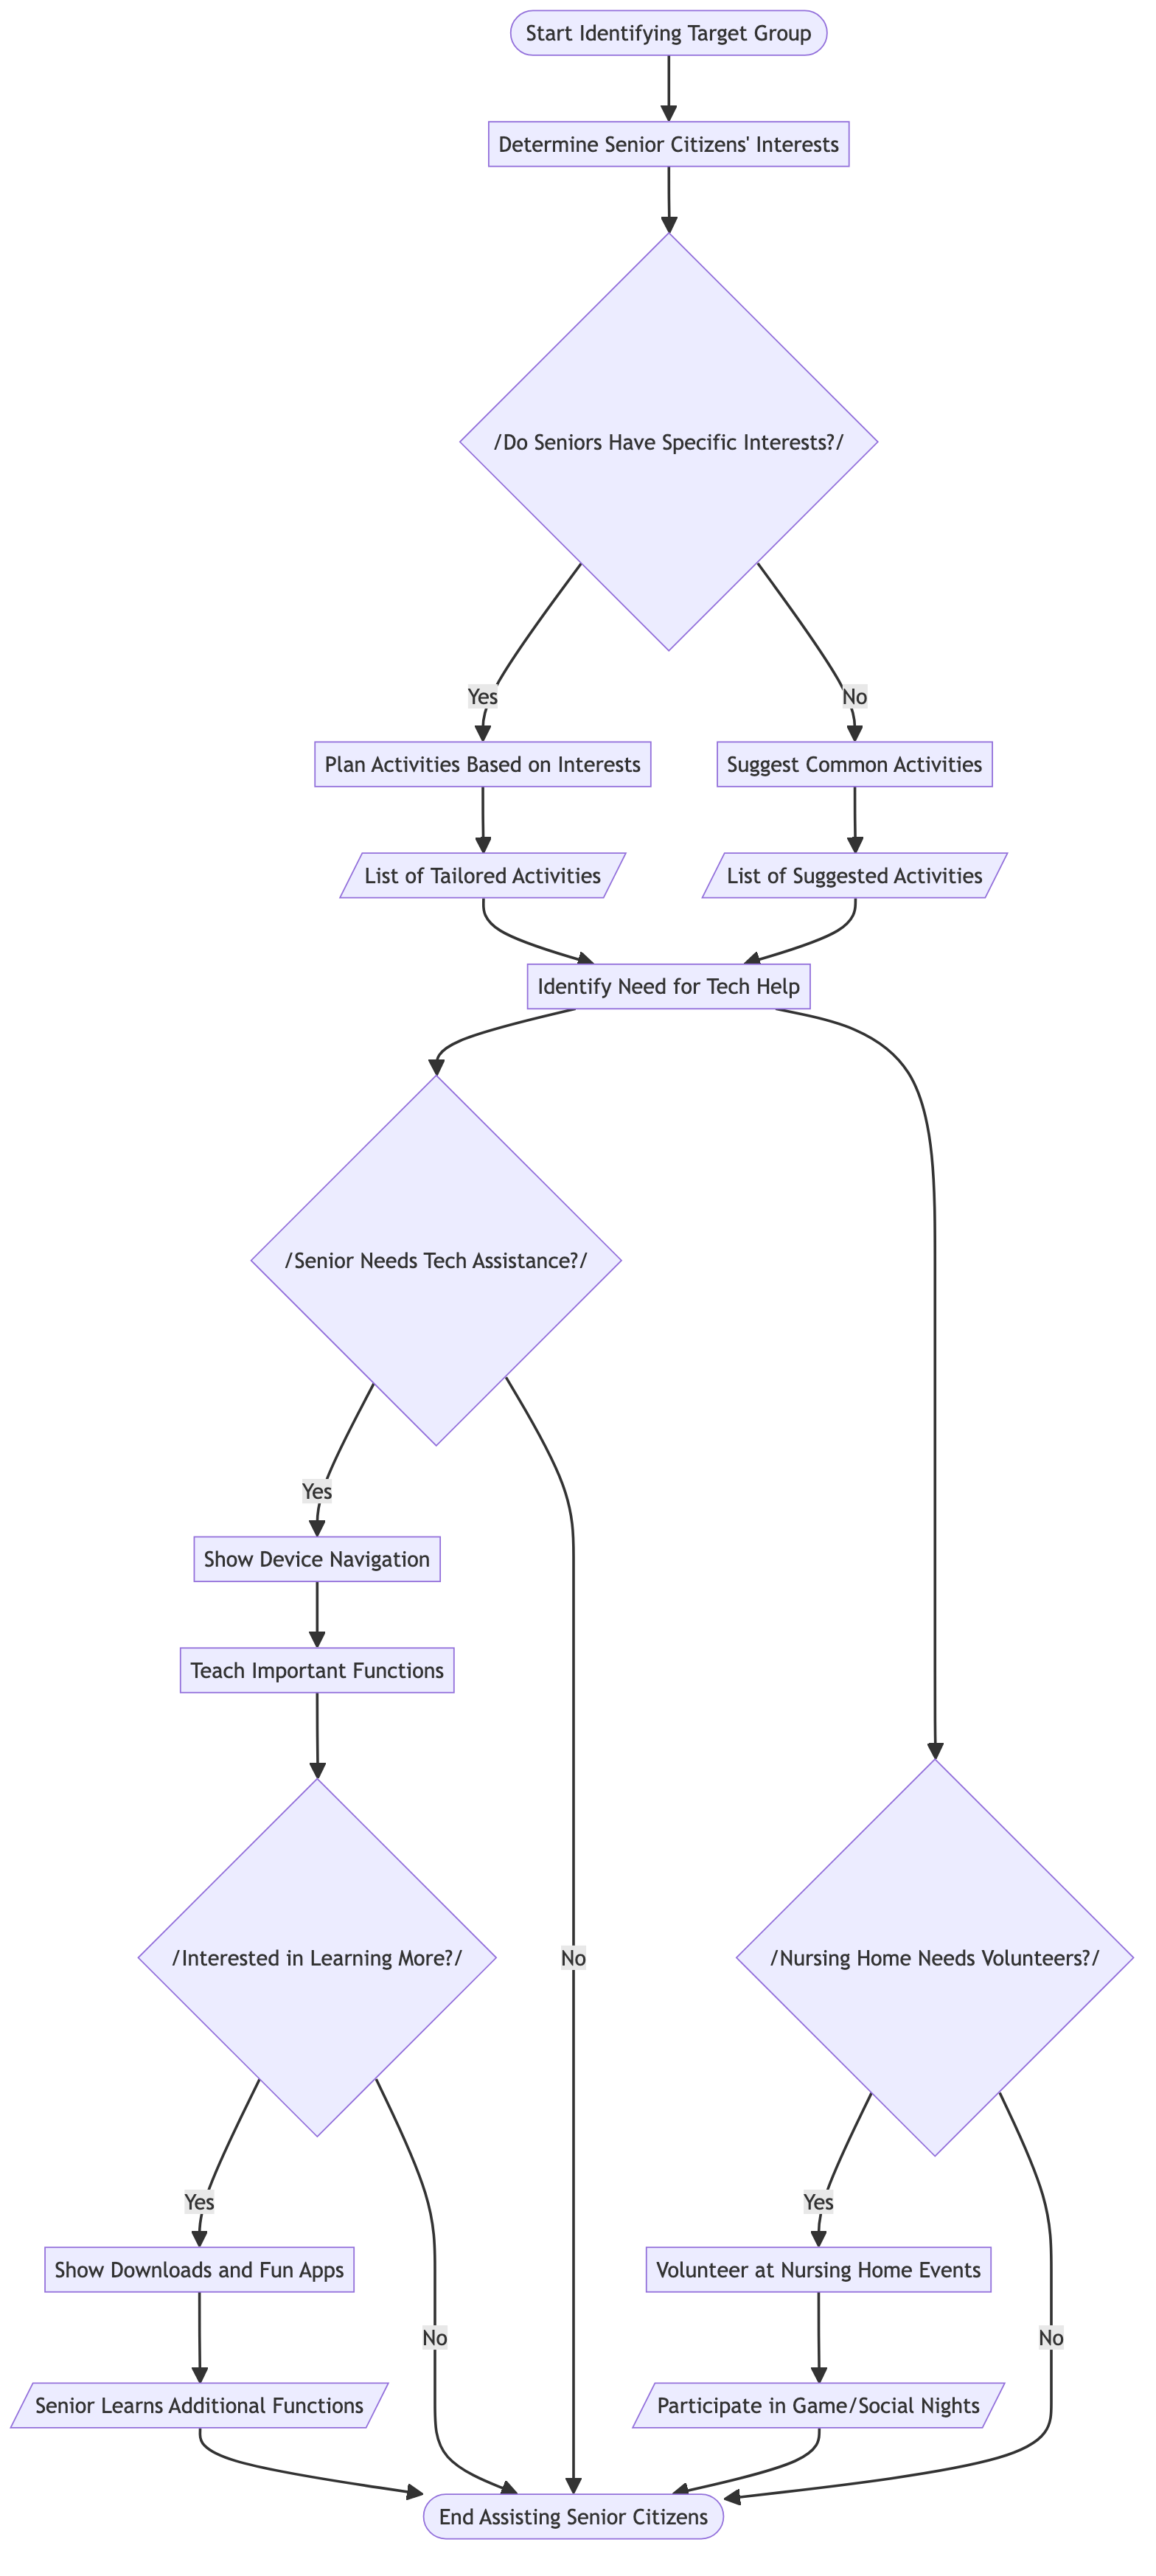 Start Identifying Target Group
Determine Senior Citizens' Interests
/Do Seniors Have Specific Interests?/
Yes
No
Plan Activities Based on Interests
Suggest Common Activities
List of Tailored Activities
List of Suggested Activities
Identify Need for Tech Help
/Senior Needs Tech Assistance?/
Yes
Show Device Navigation
Teach Important Functions
/Interested in Learning More?/
No
/Nursing Home Needs Volunteers?/
Yes
Yes
Show Downloads and Fun Apps
Volunteer at Nursing Home Events
No
No
Senior Learns Additional Functions
Participate in Game/Social Nights
End Assisting Senior Citizens